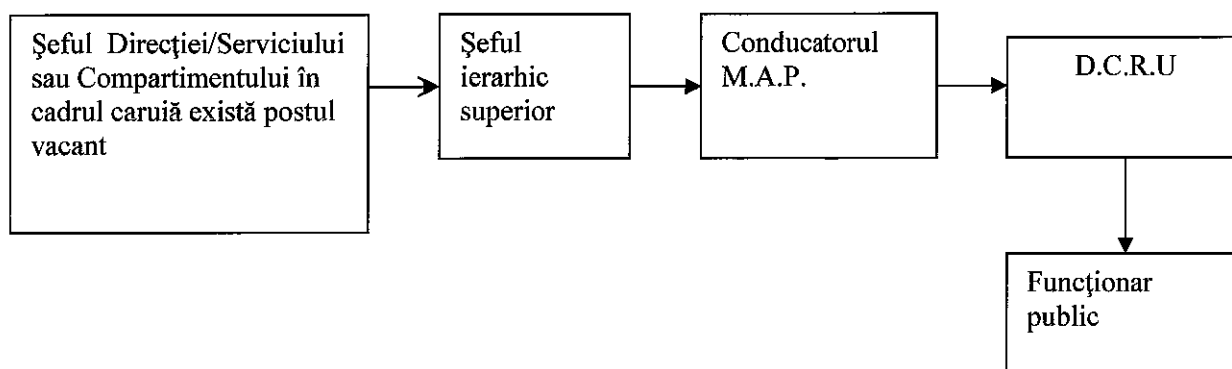 Şeful Direcţiei/Serviciului
sau Compartimentului în
cadrul caruiă există postul
vacant
Şeful
ierarhic
superior
Conducatorul
M.A.P.
D.C.R.U
Funcţionar
public